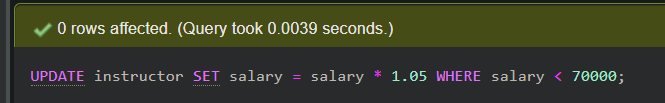 0 rows affected. (Query took 0.0039 seconds.)
UPDATE instructor SET salary = salary * 1.05 WHERE salary < 70000;